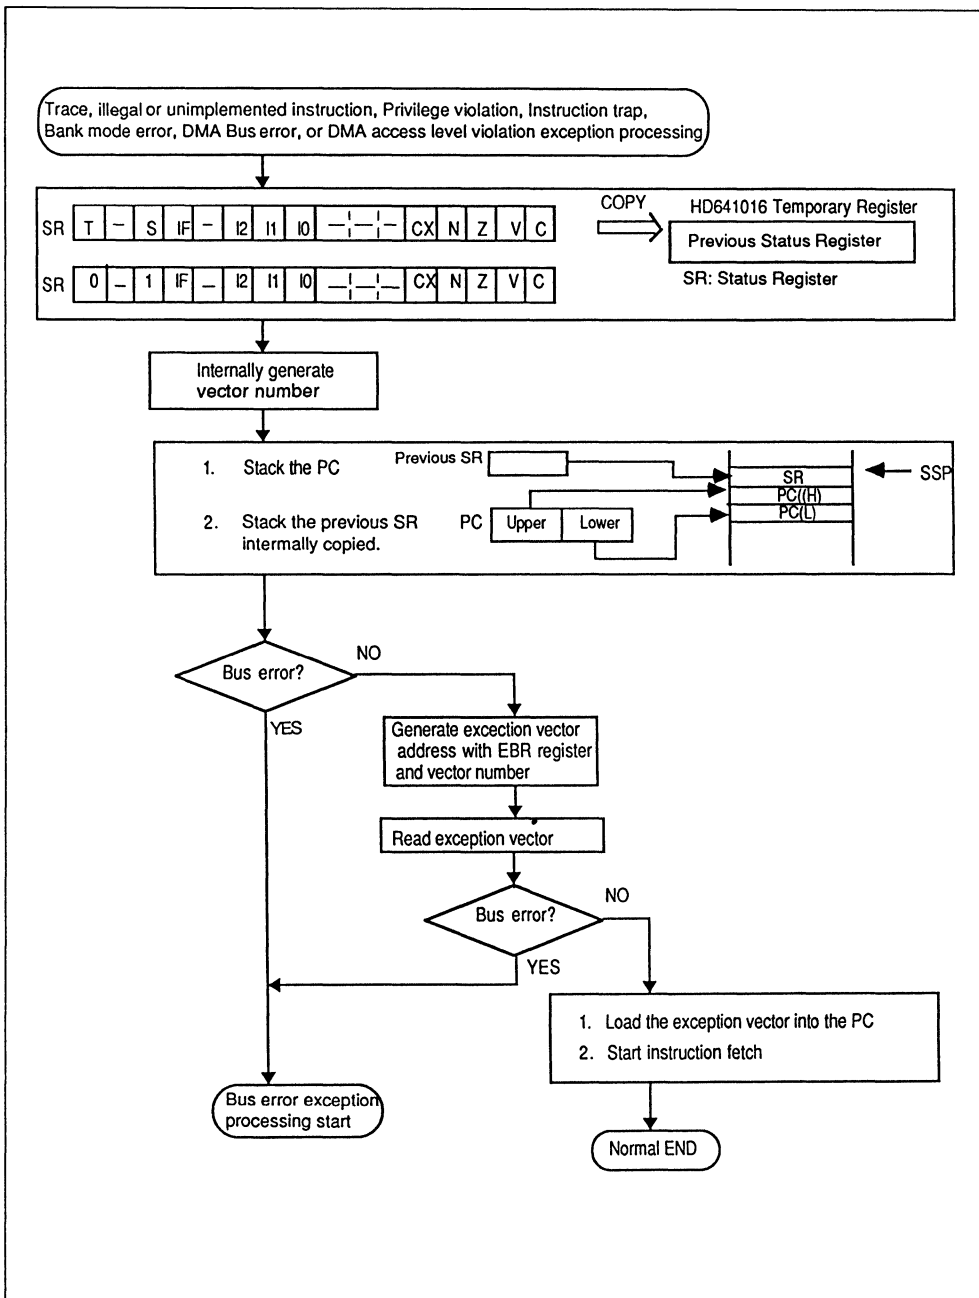 Trace, illegal or unimplemented instruction, Privilege violation, Instruction trap,
Bank mode error, DMA Bus error, or DMA access level violation exception processing
SR T – S IF – I2 I1 I0 – – – CX N Z V C
COPY
HD641016 Temporary Register
Previous Status Register
SR: Status Register
SR 0 – 1 IF – I2 I1 I0 – – – CX N Z V C
Internally generate
vector number
1. Stack the PC
2. Stack the previous SR
internally copied.
Previous SR
PC Upper Lower
SR
PC((H)
PC(L)
SSP
Bus error?
NO
YES
Generate excection vector
address with EBR register
and vector number
Read exception vector
Bus error?
NO
YES
1. Load the exception vector into the PC
2. Start instruction fetch
Bus error exception
processing start
Normal END